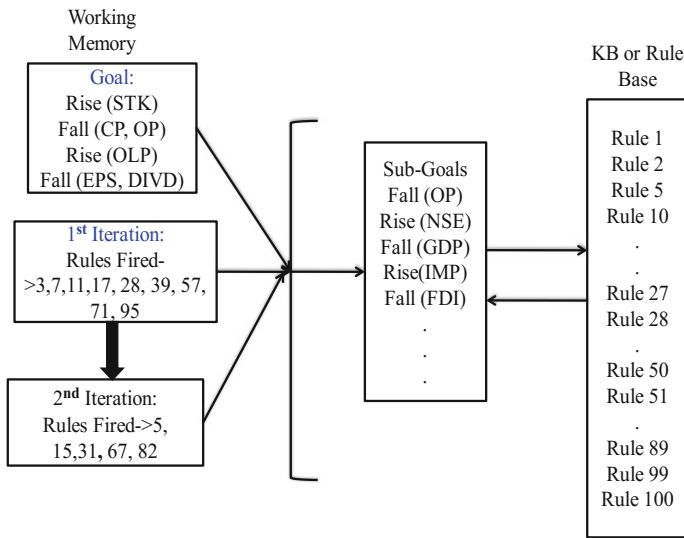 Working
Memory
Goal:
Rise (STK)
Fall (CP, OP)
Rise (OLP)
Fall (EPS, DIVD)
1st Iteration:
Rules Fired-
>3,7,11,17, 28, 39, 57,
71, 95
2nd Iteration:
Rules Fired->5,
15,31, 67, 82
Sub-Goals
Fall (OP)
Rise (NSE)
Fall (GDP)
Rise(IMP)
Fall (FDI)
.
.
.
KB or Rule
Base
Rule 1
Rule 2
Rule 5
Rule 10
.
.
Rule 27
Rule 28
.
Rule 50
Rule 51
.
Rule 89
Rule 99
Rule 100